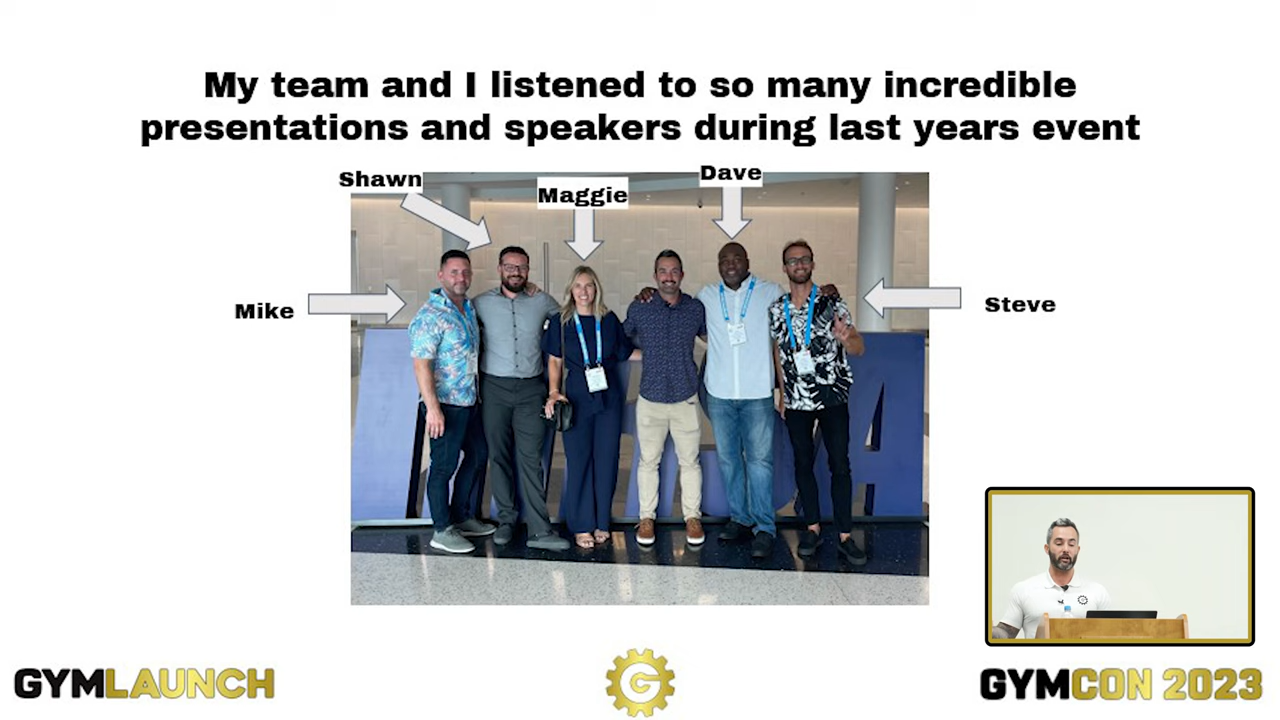 My team and I listened to so many incredible
presentations and speakers during last years event
Shawn
Maggie
Dave
Mike
Steve
GYMLAUNCH
G
GYMCON 2023